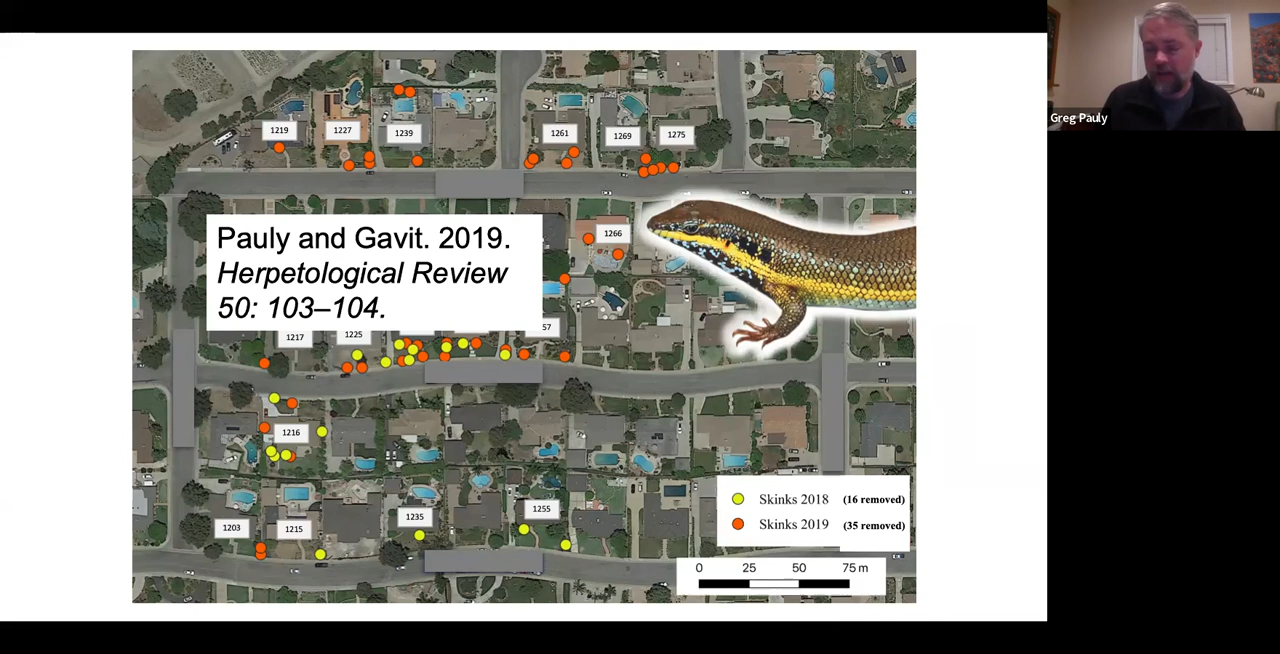 Greg Pauly
1219
1227
1239
1261
1269
1275
Pauly and Gavit. 2019.
Herpetological Review
50: 103–104.
1266
1217
1225
57
1216
1203
1215
1235
1255
Skinks 2018 (16 removed)
Skinks 2019 (35 removed)
0 25 50 75 m